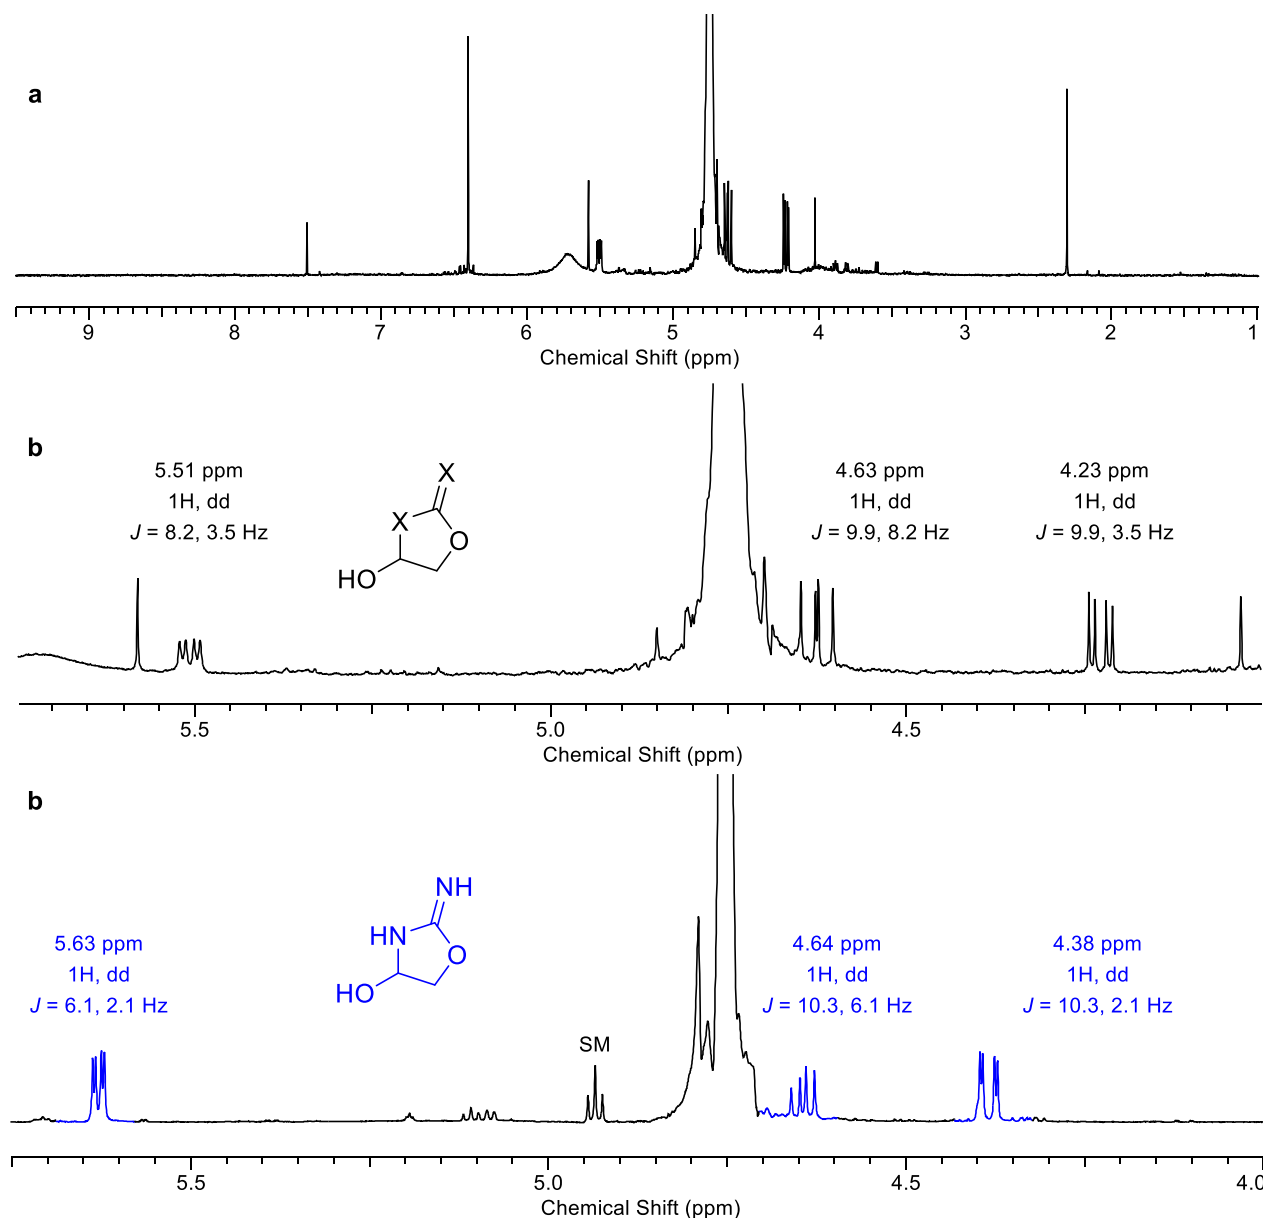 a
9 8 7 6 5 4 3 2 1
Chemical Shift (ppm)
b
5.51 ppm
1H, dd
J = 8.2, 3.5 Hz
X
X
O
HO
4.63 ppm
1H, dd
J = 9.9, 8.2 Hz
4.23 ppm
1H, dd
J = 9.9, 3.5 Hz
5.5 5.0 4.5
Chemical Shift (ppm)
b
5.63 ppm
1H, dd
J = 6.1, 2.1 Hz
NH
HN
O
HO
SM
4.64 ppm
1H, dd
J = 10.3, 6.1 Hz
4.38 ppm
1H, dd
J = 10.3, 2.1 Hz
5.5 5.0 4.5 4.0
Chemical Shift (ppm)